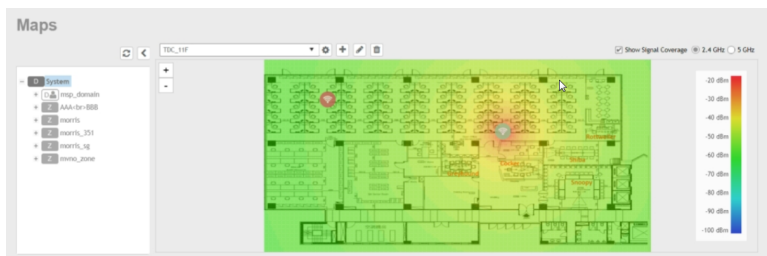 Maps
TDC_11F
Show Signal Coverage 2.4 GHz 5 GHz
D System
D msp_domain
Z AAA<br>BBB
Z morris
Z morris_351
Z morris_sg
Z mvno_zone
+
-
-20 dBm
-30 dBm
-40 dBm
-50 dBm
-60 dBm
-70 dBm
-80 dBm
-90 dBm
-100 dBm
Snoopy